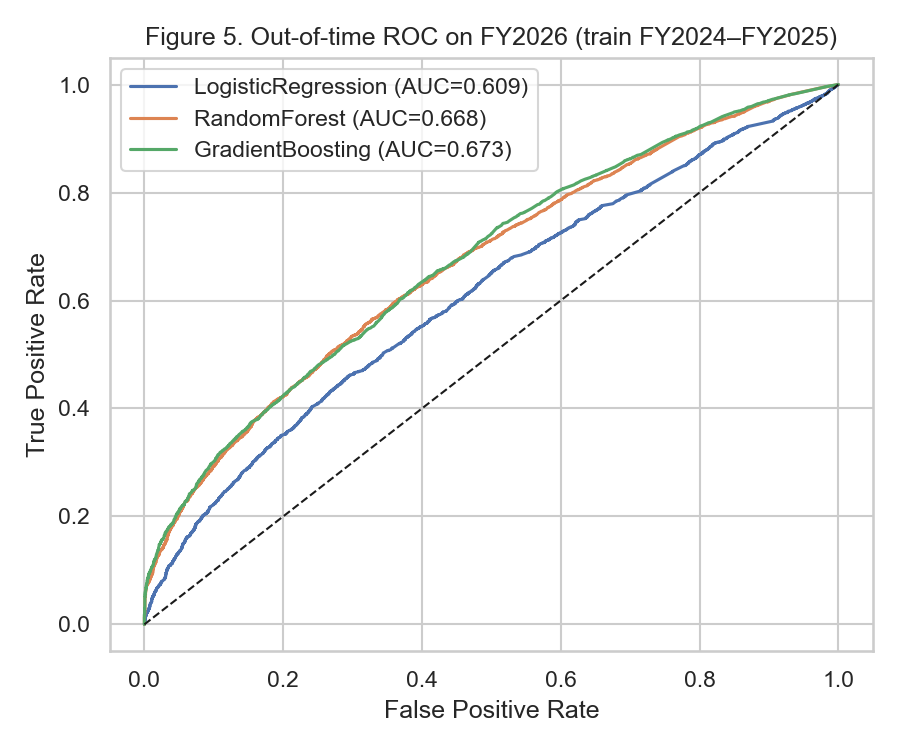 Figure 5. Out-of-time ROC on FY2026 (train FY2024–FY2025)
LogisticRegression (AUC=0.609)
RandomForest (AUC=0.668)
GradientBoosting (AUC=0.673)
True Positive Rate
1.0
0.8
0.6
0.4
0.2
0.0
0.0 0.2 0.4 0.6 0.8 1.0
False Positive Rate